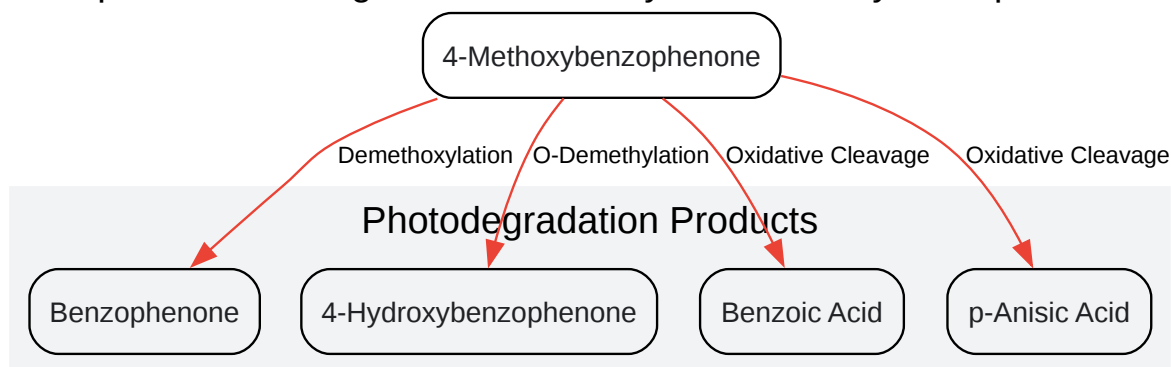 4-Methoxybenzophenone
Demethoxylation
O-Demethylation
Oxidative Cleavage
Oxidative Cleavage
Photodegradation Products
Benzophenone
4-Hydroxybenzophenone
Benzoic Acid
p-Anisic Acid